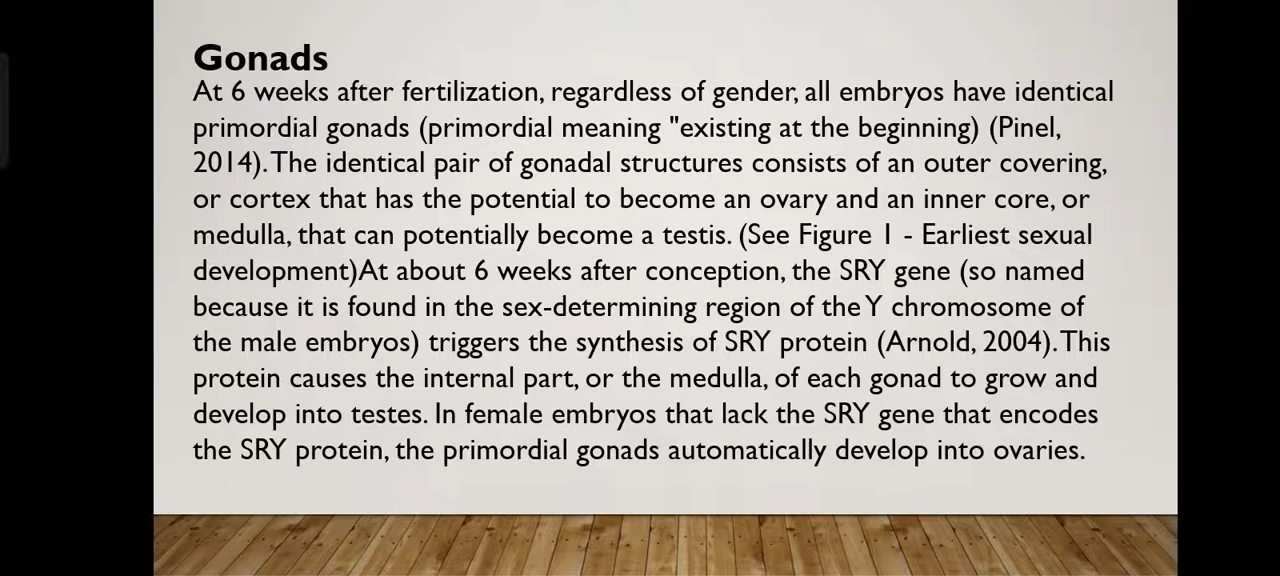 Gonads
At 6 weeks after fertilization, regardless of gender, all embryos have identical
primordial gonads (primordial meaning "existing at the beginning) (Pinel,
2014). The identical pair of gonadal structures consists of an outer covering,
or cortex that has the potential to become an ovary and an inner core, or
medulla, that can potentially become a testis. (See Figure 1 - Earliest sexual
development)At about 6 weeks after conception, the SRY gene (so named
because it is found in the sex-determining region of the Y chromosome of
the male embryos) triggers the synthesis of SRY protein (Arnold, 2004). This
protein causes the internal part, or the medulla, of each gonad to grow and
develop into testes. In female embryos that lack the SRY gene that encodes
the SRY protein, the primordial gonads automatically develop into ovaries.